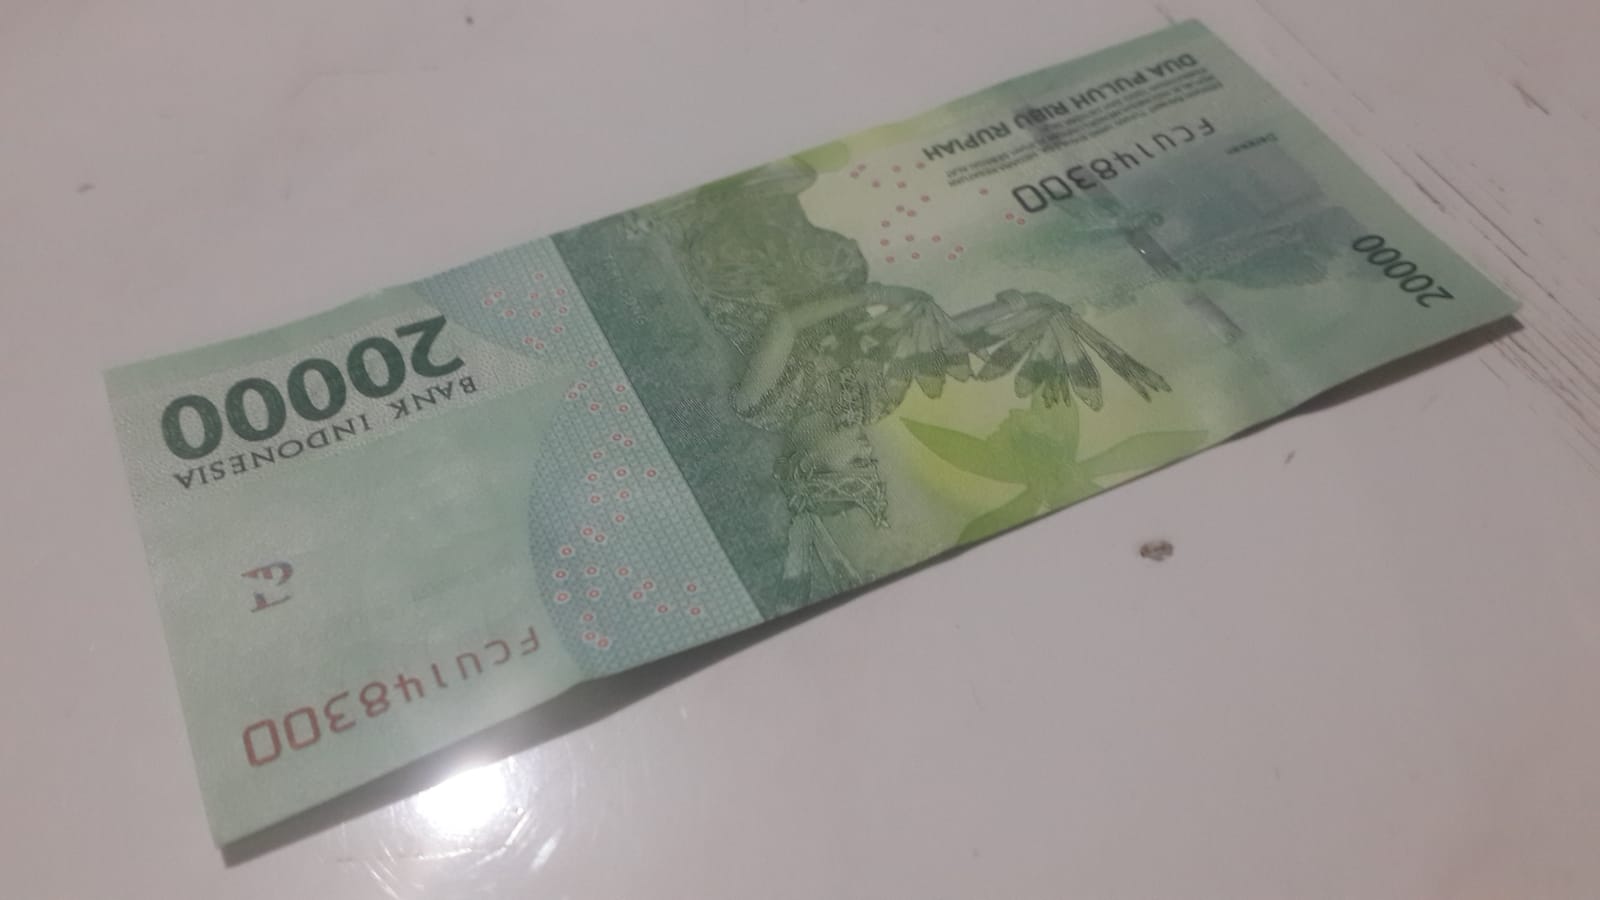 DUA PULUH RIBU RUPIAH
FCU148300
20000
20000
BANK INDONESIA
FCU148300